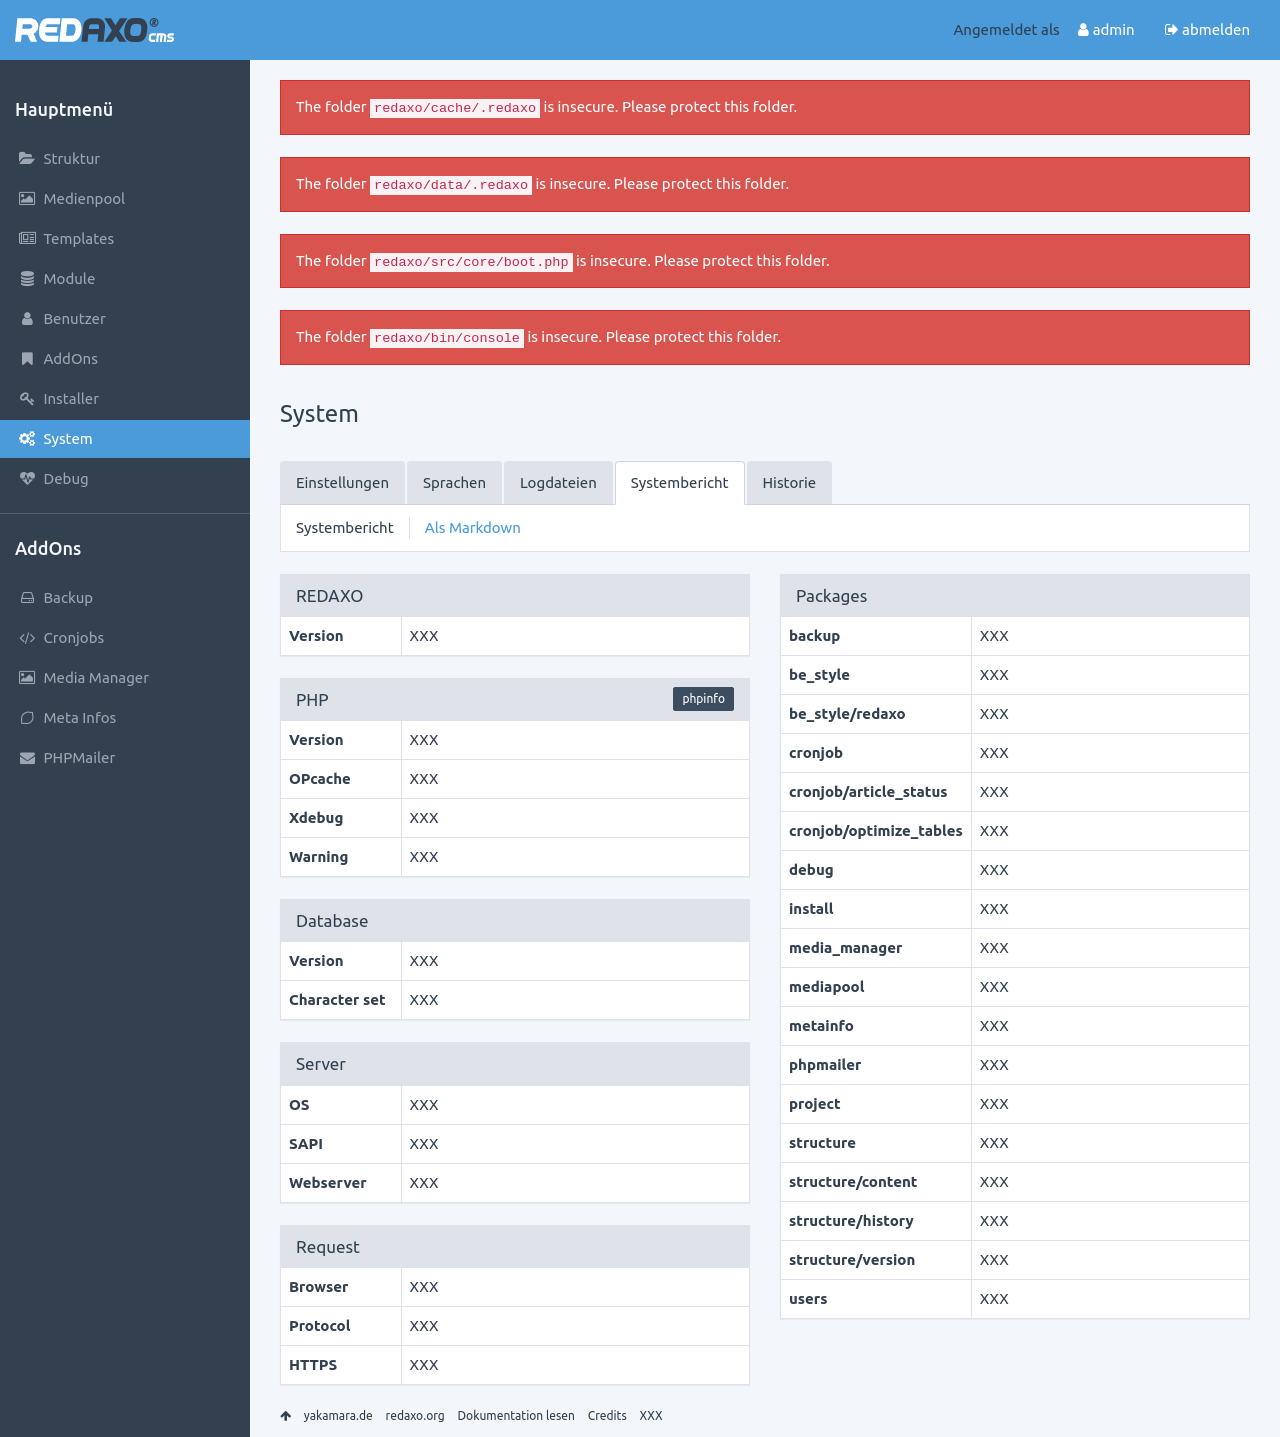 REDAXO® cms
Angemeldet als admin abmelden
Hauptmenü
Struktur
Medienpool
Templates
Module
Benutzer
AddOns
Installer
System
Debug
AddOns
Backup
Cronjobs
Media Manager
Meta Infos
PHPMailer
The folder redaxo/cache/.redaxo is insecure. Please protect this folder.
The folder redaxo/data/.redaxo is insecure. Please protect this folder.
The folder redaxo/src/core/boot.php is insecure. Please protect this folder.
The folder redaxo/bin/console is insecure. Please protect this folder.
System
Einstellungen Sprachen Logdateien Systembericht Historie
Systembericht Als Markdown
REDAXO
Version XXX
PHP phpinfo
Version XXX
OPcache XXX
Xdebug XXX
Warning XXX
Database
Version XXX
Character set XXX
Server
OS XXX
SAPI XXX
Webserver XXX
Request
Browser XXX
Protocol XXX
HTTPS XXX
Packages
backup XXX
be_style XXX
be_style/redaxo XXX
cronjob XXX
cronjob/article_status XXX
cronjob/optimize_tables XXX
debug XXX
install XXX
media_manager XXX
mediapool XXX
metainfo XXX
phpmailer XXX
project XXX
structure XXX
structure/content XXX
structure/history XXX
structure/version XXX
users XXX
yakamara.de redaxo.org Dokumentation lesen Credits XXX